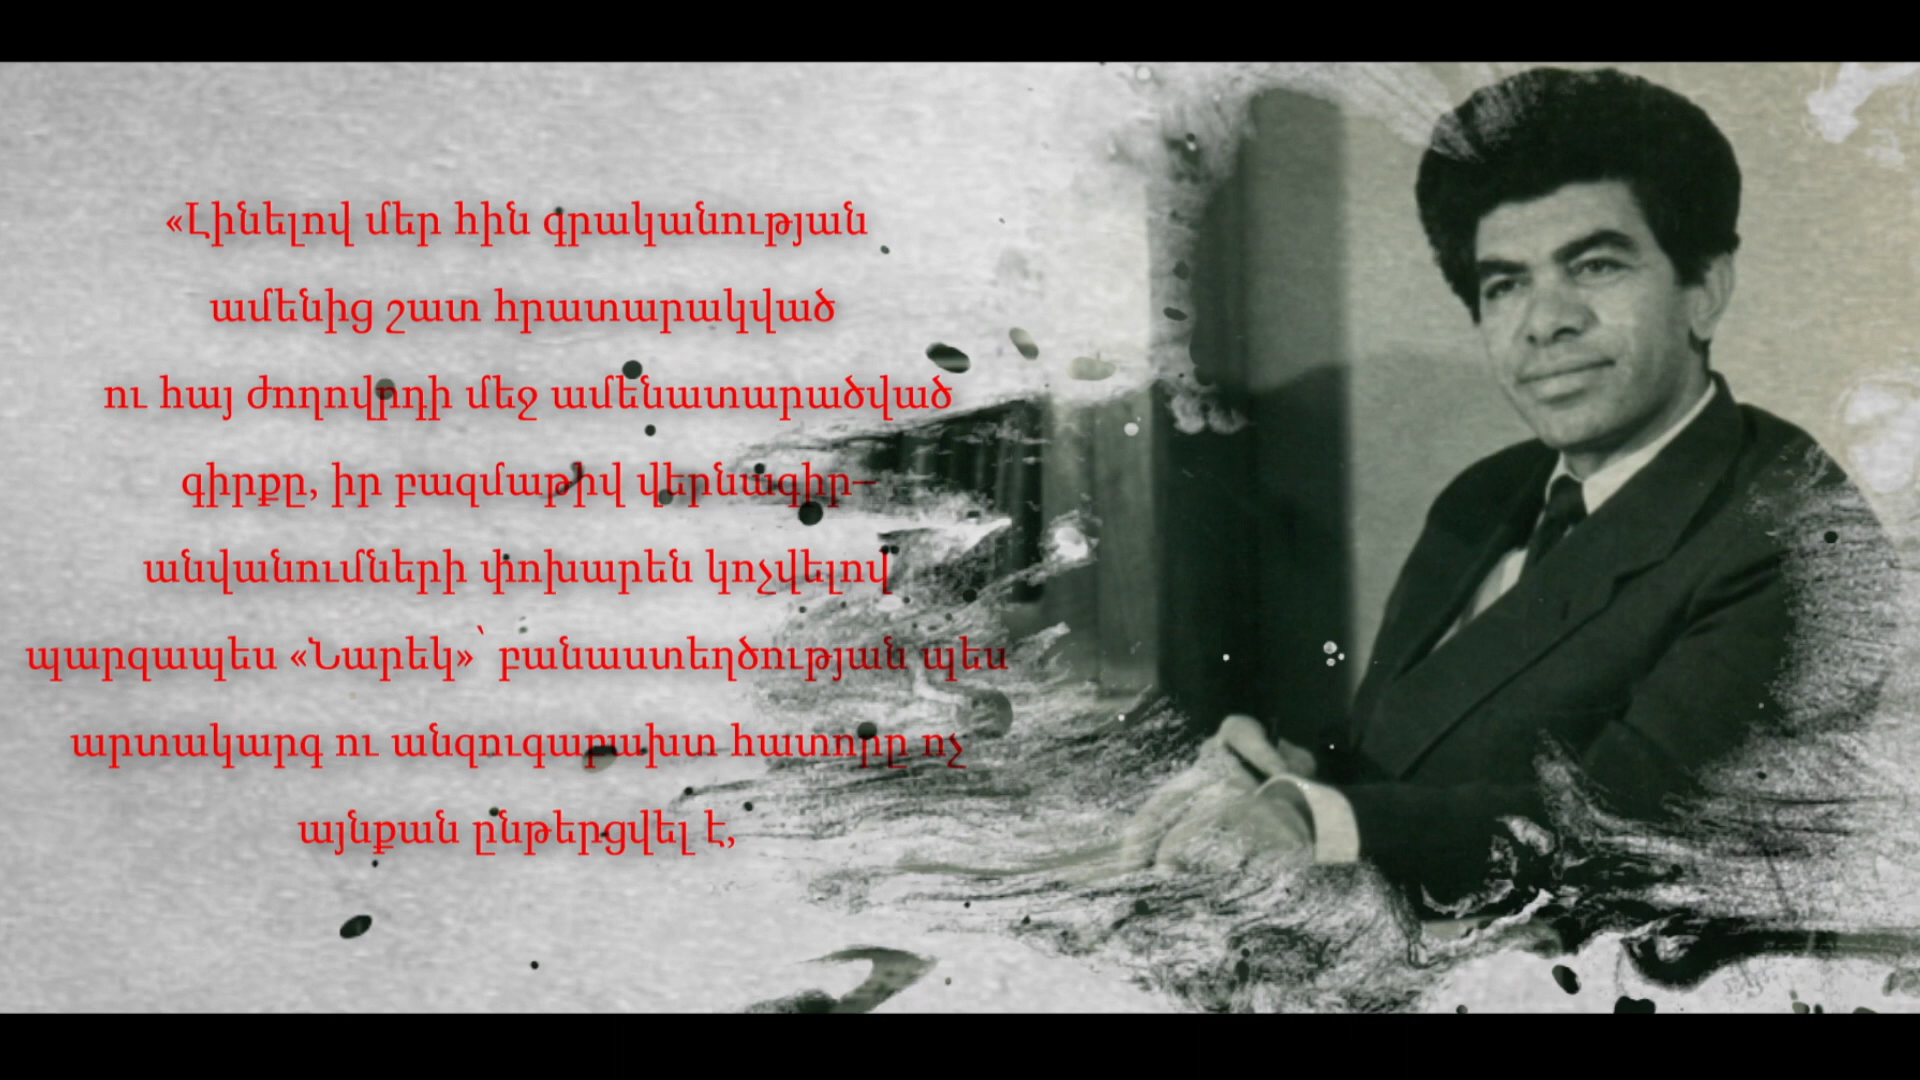 «Լինելով մեր հին գրականության
ամենից շատ հրատարակված
ու հայ ժողովրդի մեջ ամենատարածված
գիրքը, իր բազմաթիվ վերնագիր–
անվանումների փոխարեն կոչվելով
պարզապես «Նարեկ»՝ բանաստեղծության պես
արտակարգ ու անզուգարախտ հատորը ոչ
այնքան ընթերցվել է,